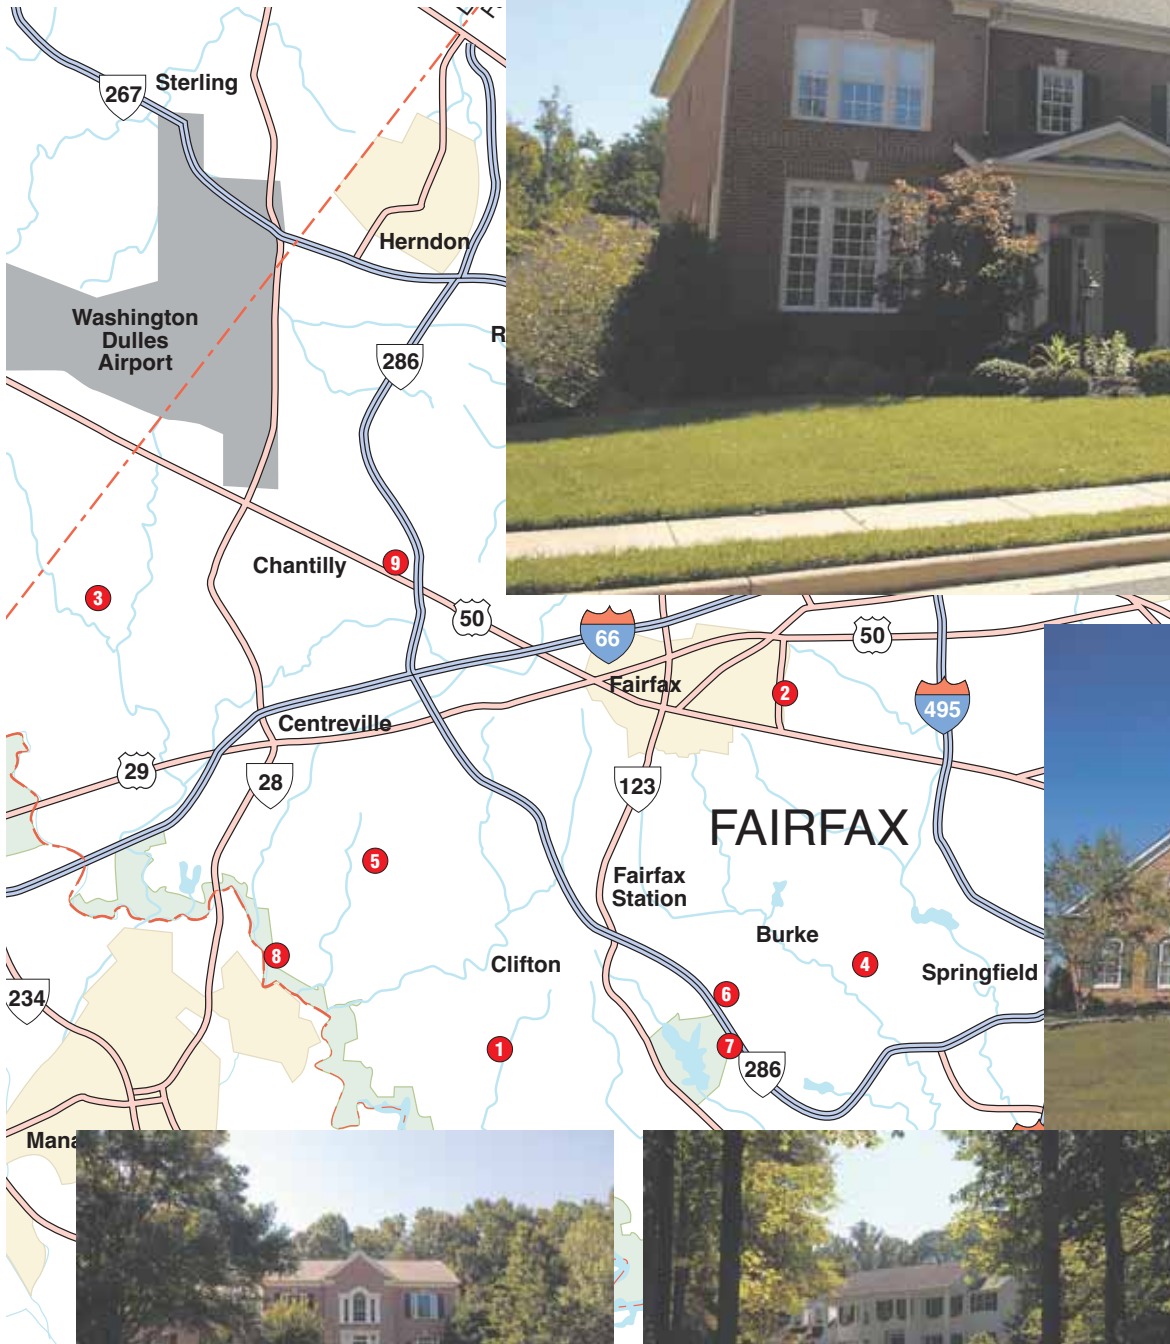 267
Sterling
Herndon
Washington
Dulles
Airport
R
286
Chantilly
9
3
50
66
50
Fairfax
2
495
Centreville
29
28
123
FAIRFAX
5
Fairfax
Station
Burke
8
Clifton
4
Springfield
234
6
1
7
286
Mana